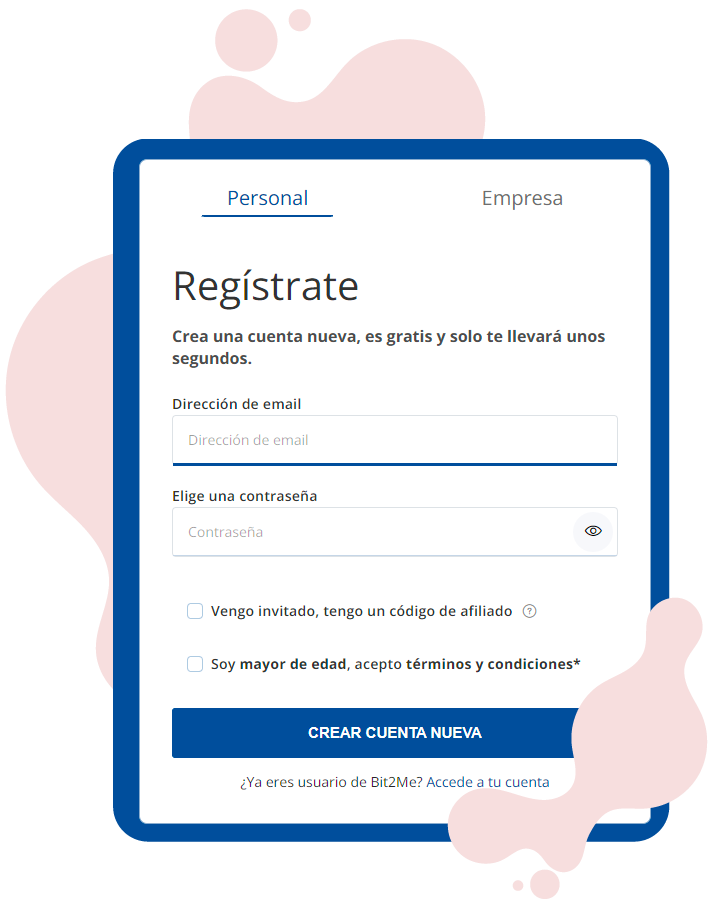 Personal
Empresa
Regístrate
Crea una cuenta nueva, es gratis y solo te llevará unos
segundos.
Dirección de email
Dirección de email
Elige una contraseña
Contraseña
Vengo invitado, tengo un código de afiliado ?
Soy mayor de edad, acepto términos y condiciones*
CREAR CUENTA NUEVA
¿Ya eres usuario de Bit2Me? Accede a tu cuenta